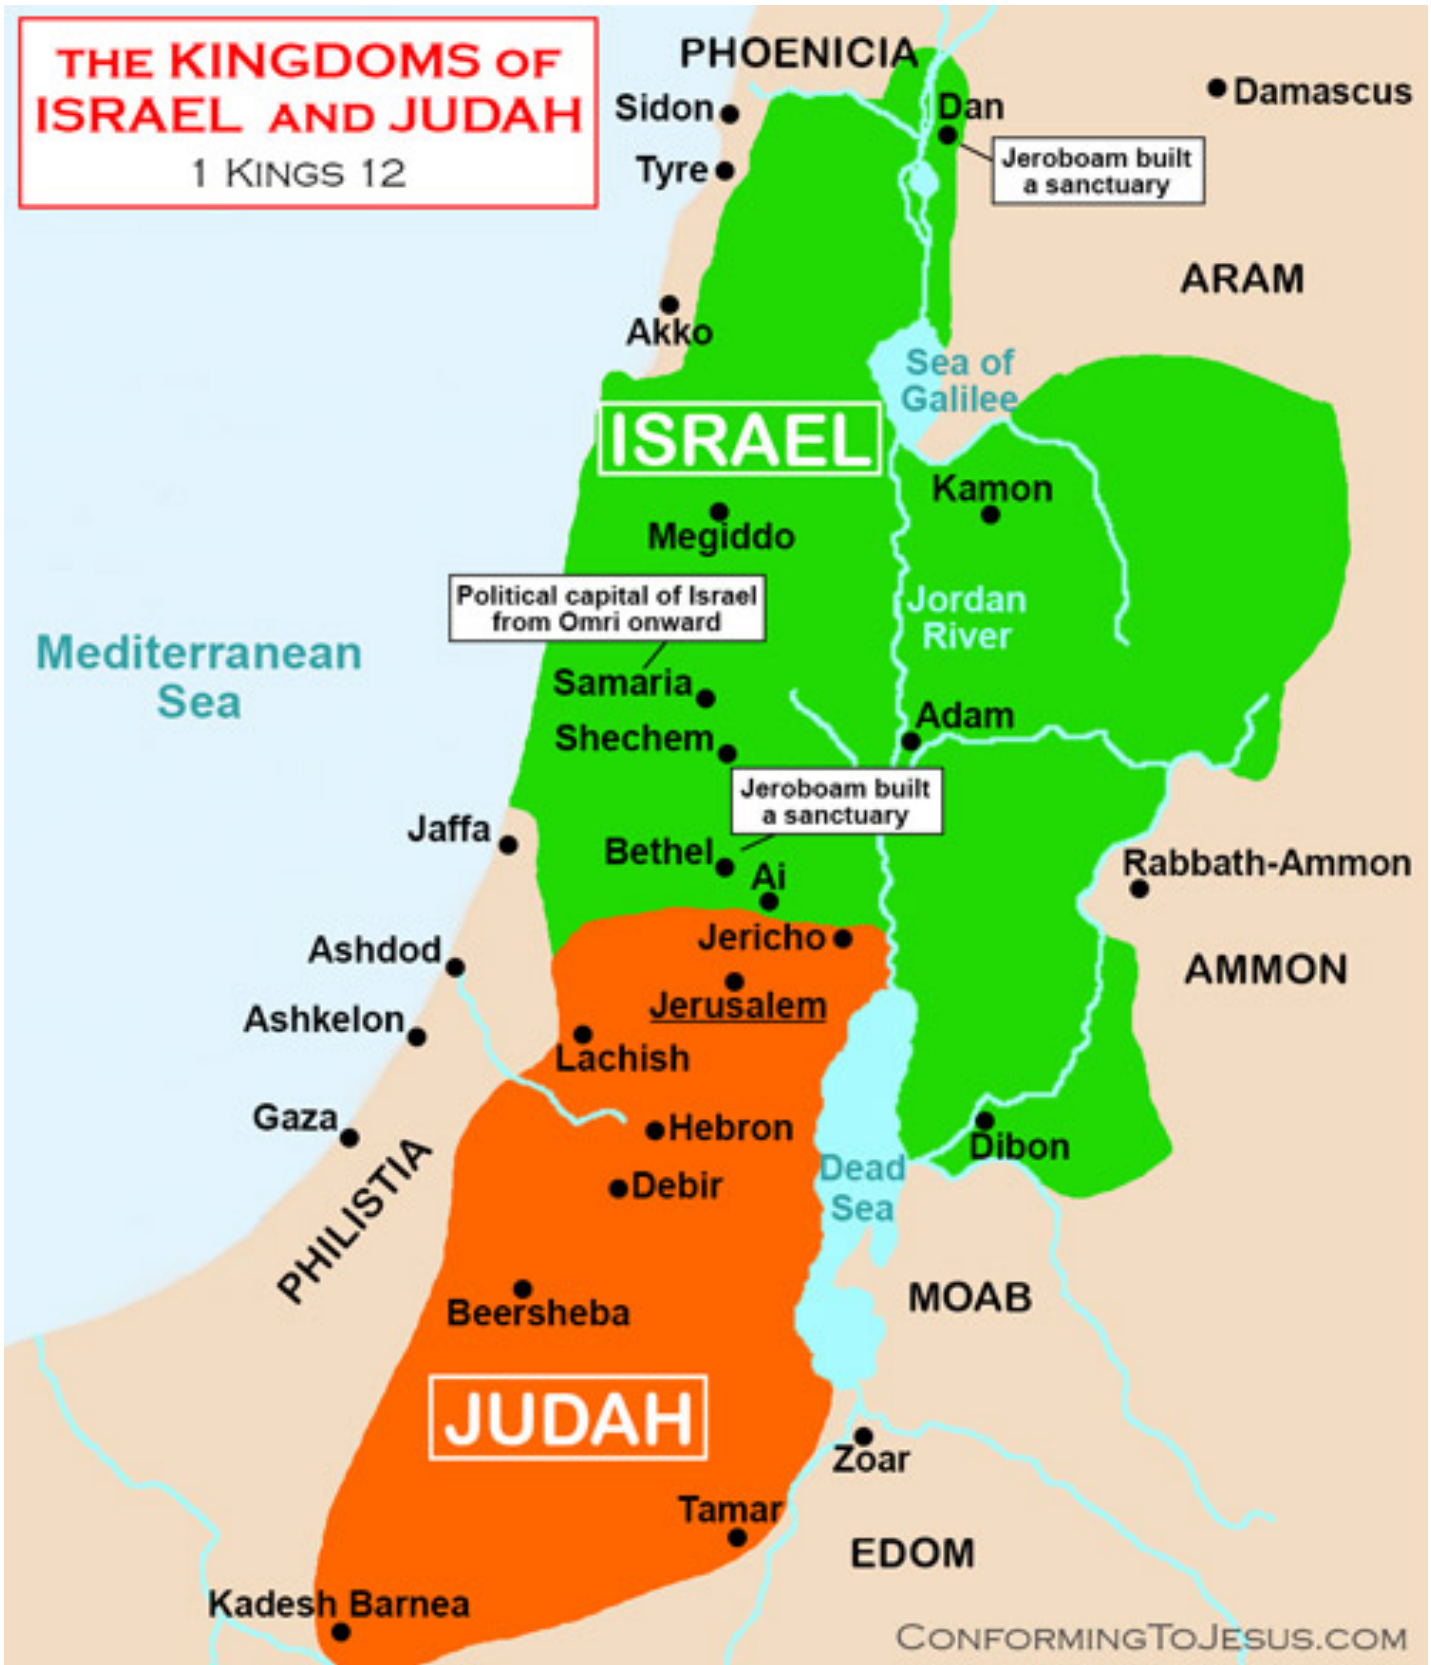 THE KINGDOMS OF
ISRAEL AND JUDAH
1 KINGS 12
PHOENICIA
Sidon
Dan
Damascus
Tyre
Jeroboam built
a sanctuary
ARAM
Akko
Sea of
Galilee
ISRAEL
Kamon
Megiddo
Political capital of Israel
from Omri onward
Jordan
River
Mediterranean
Sea
Samaria
Adam
Shechem
Jeroboam built
a sanctuary
Jaffa
Bethel
Ai
Rabbath-Ammon
Jericho
Ashdod
AMMON
Jerusalem
Ashkelon
Lachish
Gaza
Hebron
Dibon
Dead
Sea
Debir
PHILISTIA
MOAB
Beersheba
JUDAH
Zoar
Tamar
EDOM
Kadesh Barnea
CONFORMINGTOJESUS.COM